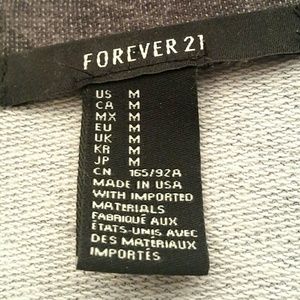 FOREVER 21
US M
CA M
MX M
EU M
UK M
KR M
JP M
CN 165/92A
MADE IN USA
WITH IMPORTED
MATERIALS
FABRIQUÉ AUX
ÉTATS-UNIS AVEC
DES MATÉRIAUX
IMPORTÉS